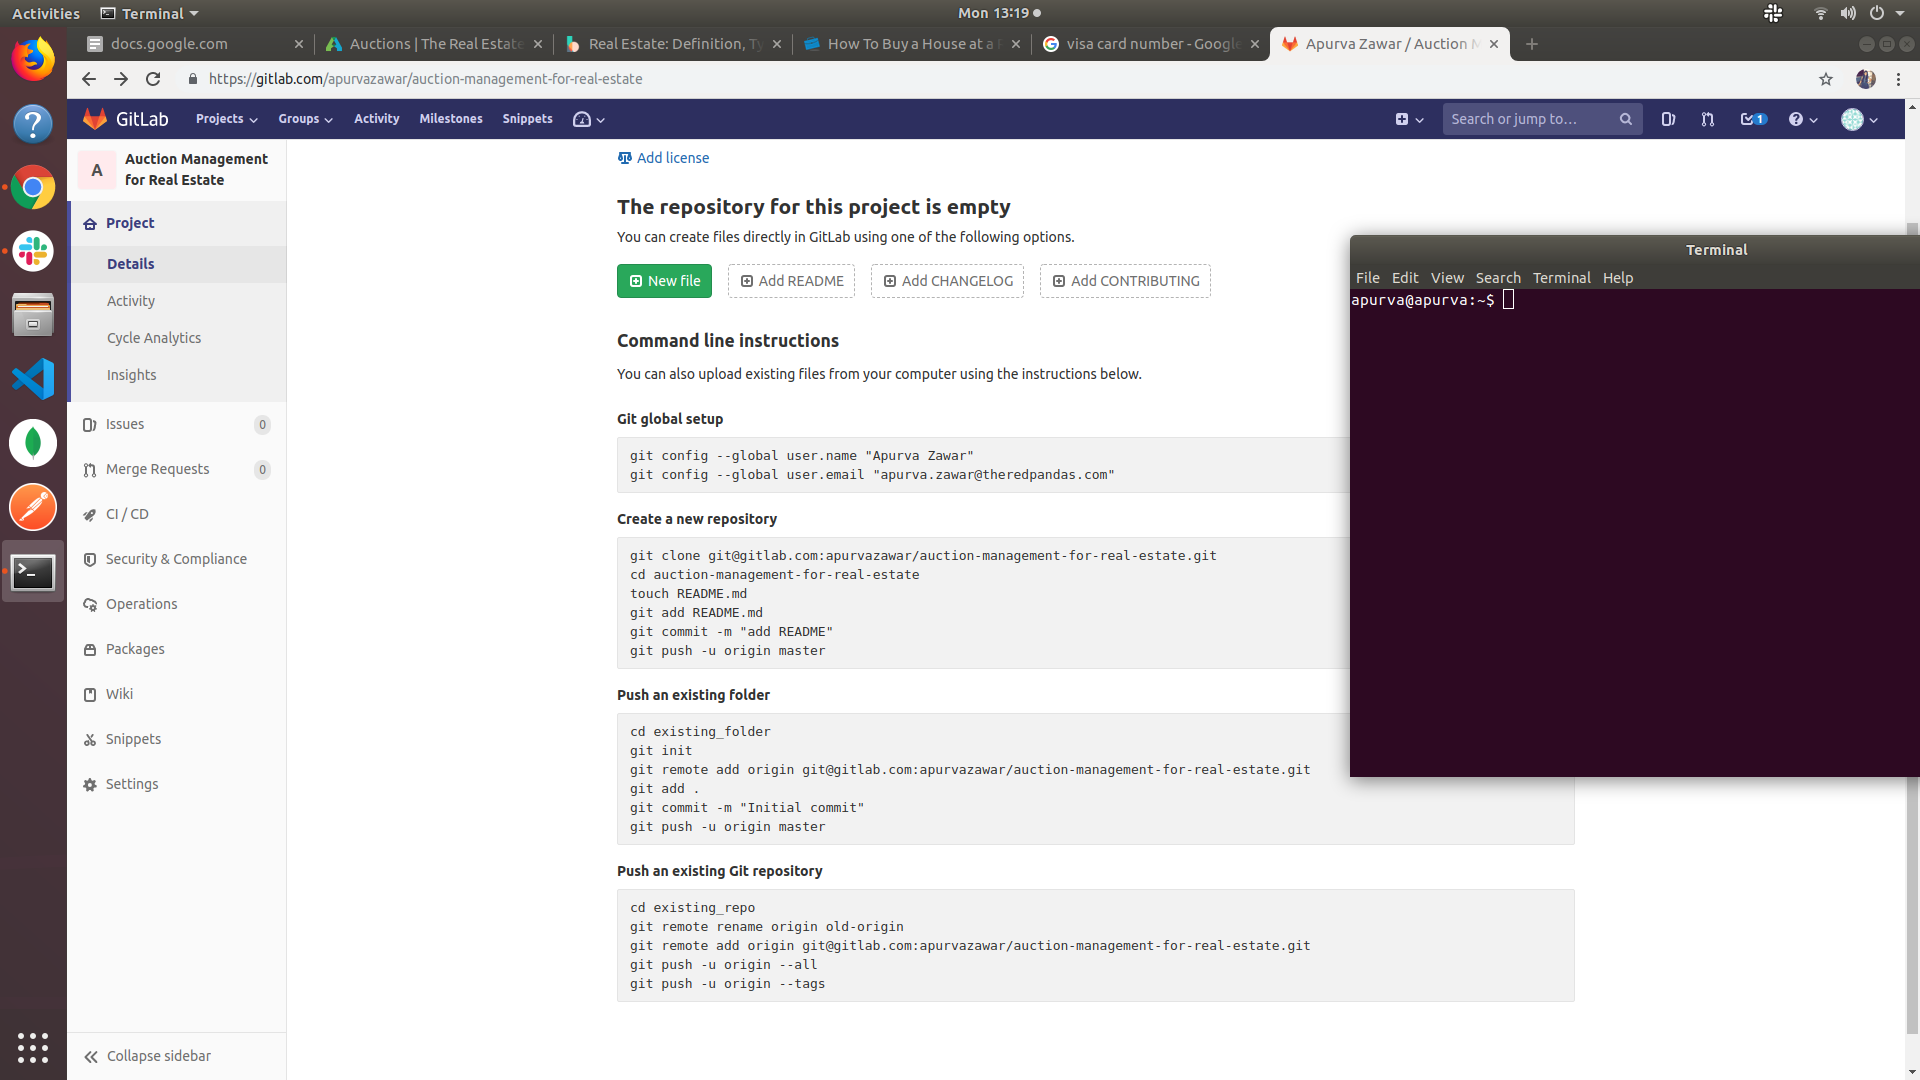 Activities
Terminal
Mon 13:19
docs.google.com
Auctions | The Real Estate
Real Estate: Definition, Ty
How To Buy a House at a
visa card number - Google
Apurva Zawar / Auction M
https://gitlab.com/apurvazawar/auction-management-for-real-estate
GitLab
Projects
Groups
Activity
Milestones
Snippets
Search or jump to…
1
A
Auction Management
for Real Estate
Project
Details
Activity
Cycle Analytics
Insights
Issues
0
Merge Requests
0
CI / CD
Security & Compliance
Operations
Packages
Wiki
Snippets
Settings
Collapse sidebar
Add license
The repository for this project is empty
You can create files directly in GitLab using one of the following options.
New file
Add README
Add CHANGELOG
Add CONTRIBUTING
Command line instructions
You can also upload existing files from your computer using the instructions below.
Git global setup
git config --global user.name "Apurva Zawar"
git config --global user.email "apurva.zawar@theredpandas.com"
Create a new repository
git clone git@gitlab.com:apurvazawar/auction-management-for-real-estate.git
cd auction-management-for-real-estate
touch README.md
git add README.md
git commit -m "add README"
git push -u origin master
Push an existing folder
cd existing_folder
git init
git remote add origin git@gitlab.com:apurvazawar/auction-management-for-real-estate.git
git add .
git commit -m "Initial commit"
git push -u origin master
Push an existing Git repository
cd existing_repo
git remote rename origin old-origin
git remote add origin git@gitlab.com:apurvazawar/auction-management-for-real-estate.git
git push -u origin --all
git push -u origin --tags
Terminal
File Edit View Search Terminal Help
apurva@apurva:~$